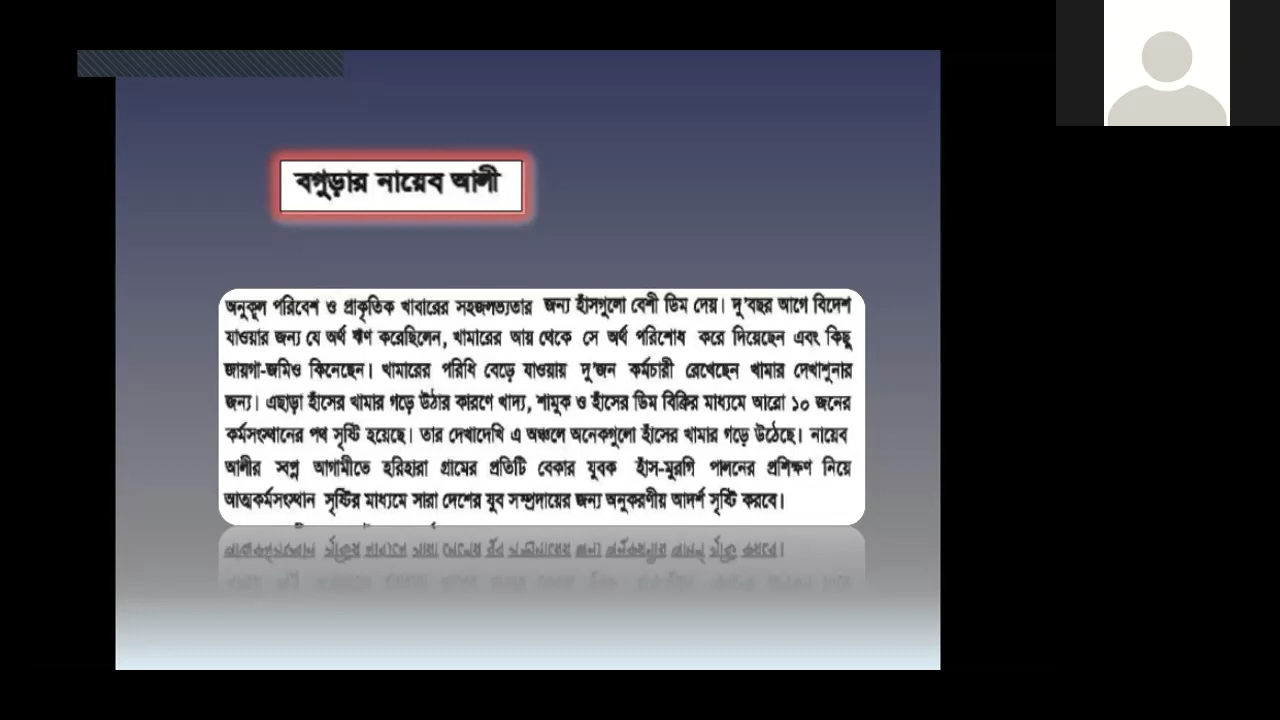 বগুড়ার নায়েব আলী
অনুকূল পরিবেশ ও প্রাকৃতিক খাবারের সহজলভ্যতার জন্য হাঁসগুলো বেশী ডিম দেয়। দু'বছর আগে বিদেশ
যাওয়ার জন্য যে অর্থ ঋণ করেছিলেন, খামারের আয় থেকে সে অর্থ পরিশোধ করে দিয়েছেন এবং কিছু
জায়গা-জমিও কিনেছেন। খামারের পরিধি বেড়ে যাওয়ায় দু'জন কর্মচারী রেখেছেন খামার দেখাশুনার
জন্য। এছাড়া হাঁসের খামার গড়ে উঠার কারণে খাদ্য, শামুক ও হাঁসের ডিম বিক্রির মাধ্যমে আরো ১০ জনের
কর্মসংস্থানের পথ সৃষ্টি হয়েছে। তার দেখাদেখি এ অঞ্চলে অনেকগুলো হাঁসের খামার গড়ে উঠেছে। নায়েব
আলীর স্বপ্ন আগামীতে হরিহারা গ্রামের প্রতিটি বেকার যুবক হাঁস-মুরগি পালনের প্রশিক্ষণ নিয়ে
আত্মকর্মসংস্থান সৃষ্টির মাধ্যমে সারা দেশের যুব সম্প্রদায়ের জন্য অনুকরণীয় আদর্শ সৃষ্টি করবে।